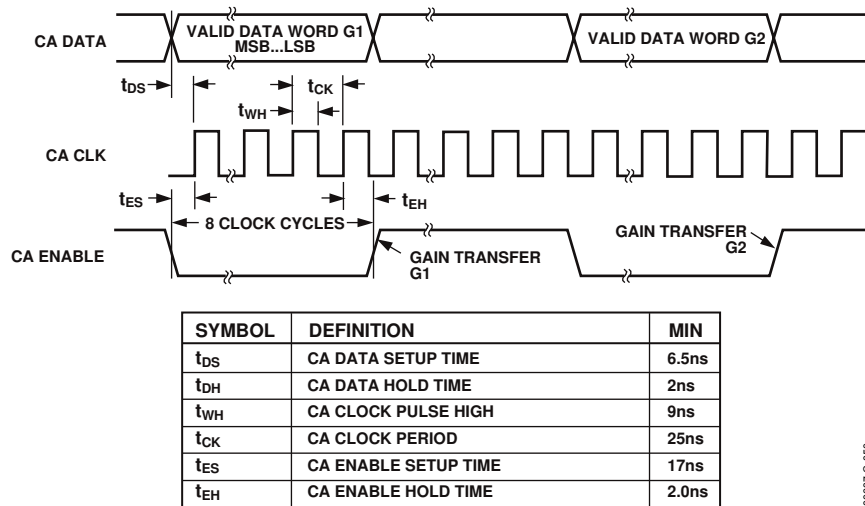 CA DATA
VALID DATA WORD G1
MSB...LSB
VALID DATA WORD G2
tDS
tCK
tWH
CA CLK
tES
tEH
8 CLOCK CYCLES
CA ENABLE
GAIN TRANSFER
G1
GAIN TRANSFER
G2
SYMBOL DEFINITION MIN
tDS CA DATA SETUP TIME 6.5ns
tDH CA DATA HOLD TIME 2ns
tWH CA CLOCK PULSE HIGH 9ns
tCK CA CLOCK PERIOD 25ns
tES CA ENABLE SETUP TIME 17ns
tEH CA ENABLE HOLD TIME 2.0ns